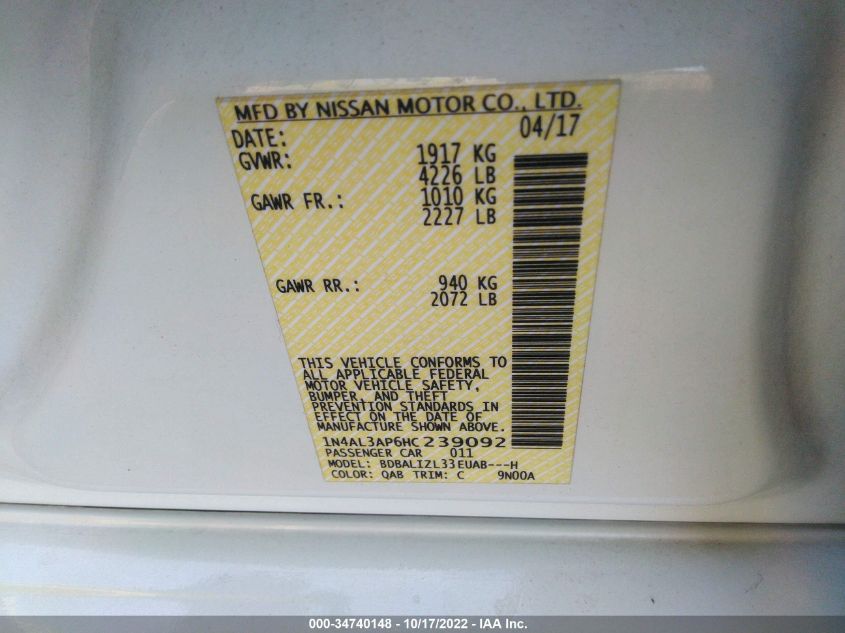 MFD BY NISSAN MOTOR CO., LTD.
DATE: 04/17
GVWR: 1917 KG
4226 LB
GAWR FR.: 1010 KG
2227 LB
GAWR RR.: 940 KG
2072 LB
THIS VEHICLE CONFORMS TO
ALL APPLICABLE FEDERAL
MOTOR VEHICLE SAFETY,
BUMPER, AND THEFT
PREVENTION STANDARDS IN
EFFECT ON THE DATE OF
MANUFACTURE SHOWN ABOVE.
1N4AL3AP6HC239092
PASSENGER CAR 011
MODEL: BDBALIZL33EUAB---H
COLOR: QAB TRIM: C 9N00A
000-34740148 - 10/17/2022 - IAA Inc.